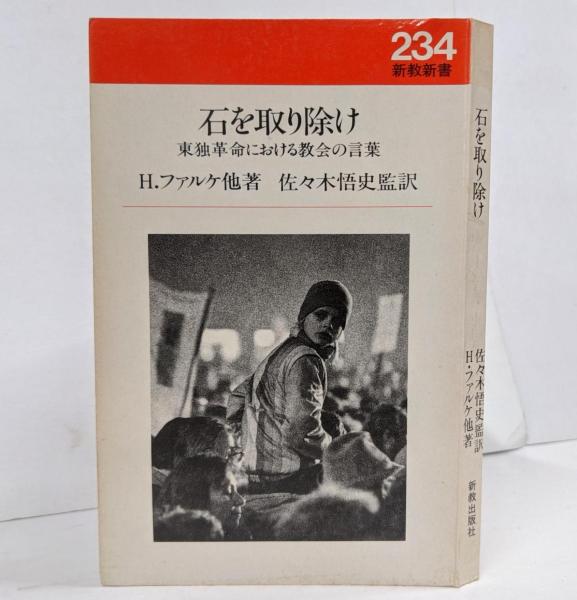 234
新教新書
石を取り除け
東独革命における教会の言葉
H.ファルケ他著 佐々木悟史監訳
石を取り除け
佐々木悟史監訳
H・ファルケ他著
新教出版社